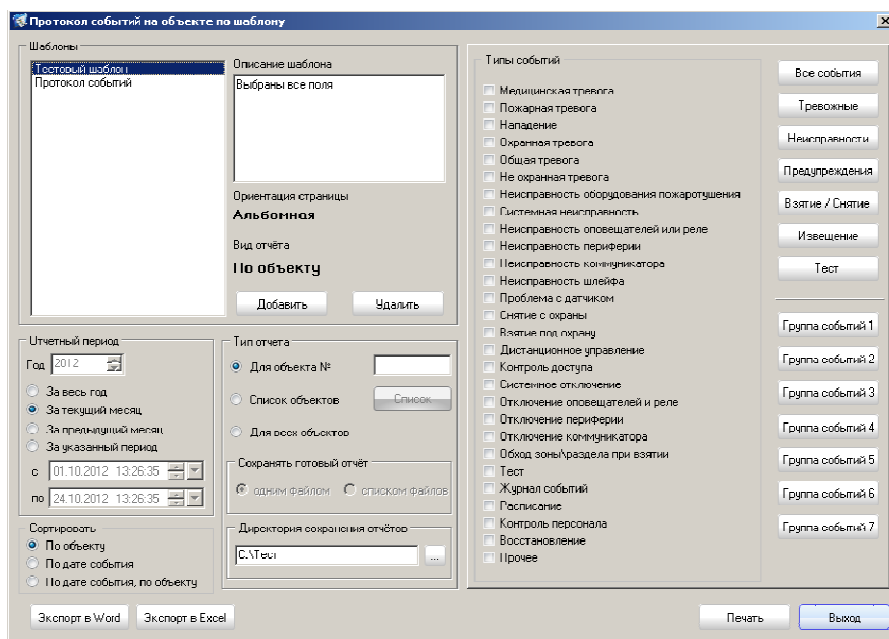 Протокол событий на объекте по шаблону
Шаблоны
Тестовый шаблон
Протокол событий
Описание шаблона
Выбраны все поля
Ориентация страницы
Альбомная
Вид отчёта
По объекту
Добавить
Удалить
Отчетный период
Год 2012
За весь год
За текущий месяц
За предыдущий месяц
За указанный период
с 01.10.2012 13:26:35
по 24.10.2012 13:26:35
Сортировать
По объекту
По дате события
По дате события, по объекту
Тип отчета
Для объекта №
Список объектов
Список
Для всех объектов
Сохранять готовый отчёт
одним файлом
списком файлов
Директория сохранения отчётов
C:\Тест
...
Типы событий
Медицинская тревога
Пожарная тревога
Нападение
Охранная тревога
Общая тревога
Не охранная тревога
Неисправность оборудования пожаротушения
Системная неисправность
Неисправность оповещателей или реле
Неисправность периферии
Неисправность коммуникатора
Неисправность шлейфа
Проблема с датчиком
Снятие с охраны
Взятие под охрану
Дистанционное управление
Контроль доступа
Системное отключение
Отключение оповещателей и реле
Отключение периферии
Отключение коммуникатора
Обход зоны\раздела при взятии
Тест
Журнал событий
Расписание
Контроль персонала
Восстановление
Прочее
Все события
Тревожные
Неисправности
Предупреждения
Взятие / Снятие
Извещение
Тест
Группа событий 1
Группа событий 2
Группа событий 3
Группа событий 4
Группа событий 5
Группа событий 6
Группа событий 7
Экспорт в Word
Экспорт в Excel
Печать
Выход